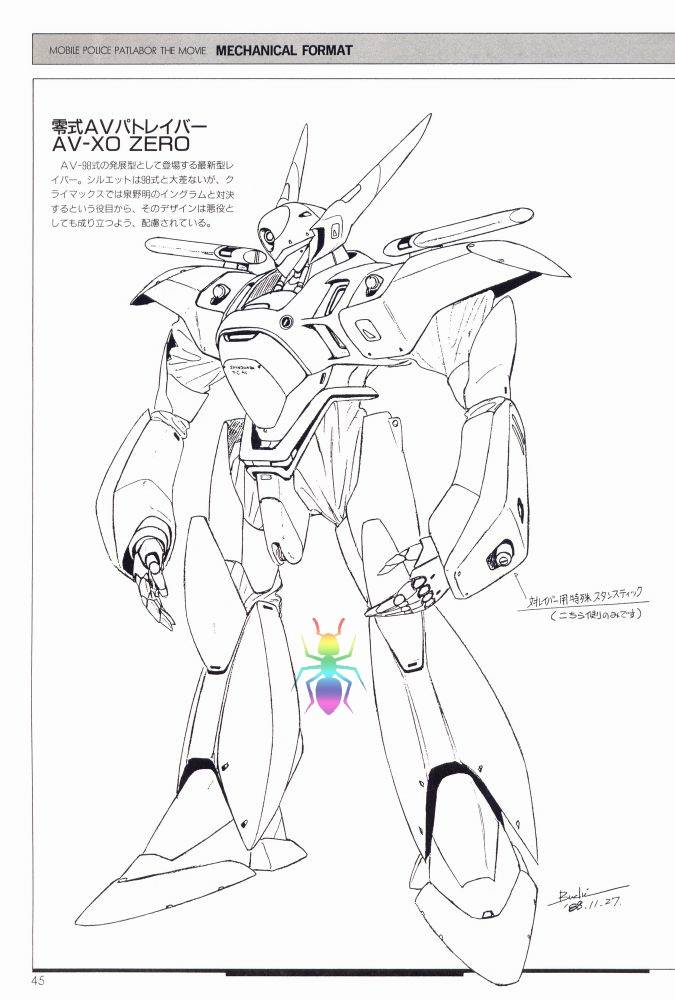 MOBILE POLICE PATLABOR THE MOVIE MECHANICAL FORMAT
零式AVパトレイバー
AV-XO ZERO
AV-98式の発展型として登場する最新型レ
イバー。シルエットは98式と大差ないが、ク
ライマックスでは泉野明のイングラムと対決
するという役目から、そのデザインは悪役と
しても成り立つよう、配慮されている。
対レイバー用特殊スタンスティック
(こちら側のみです)
'88.11.27.
45